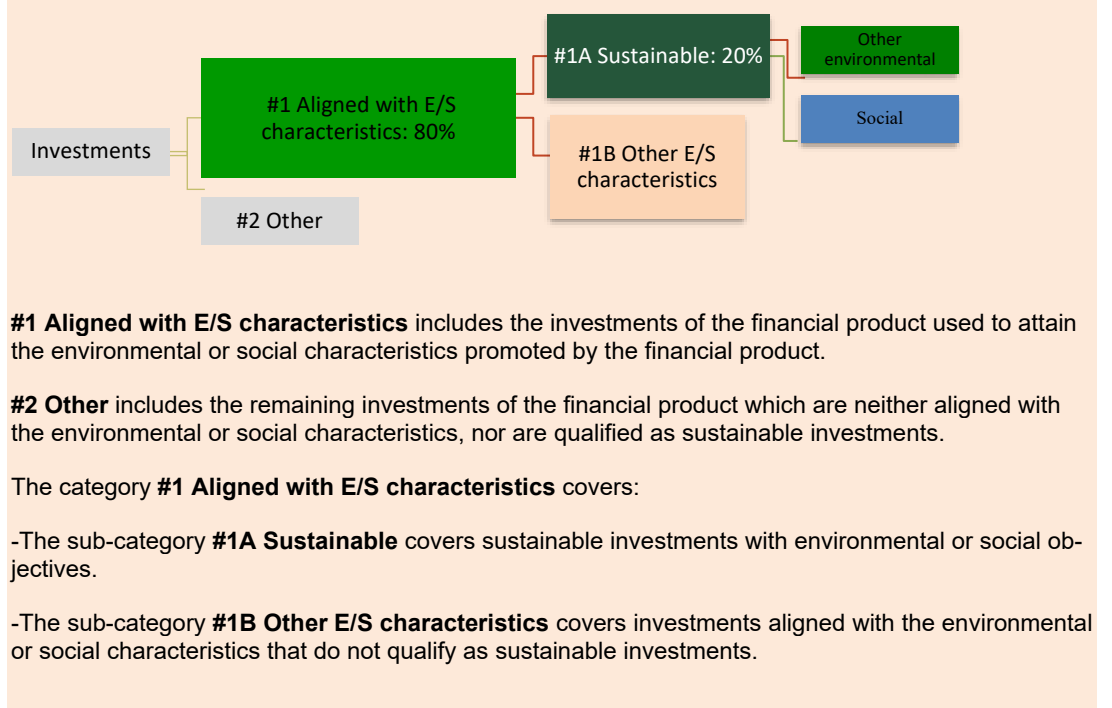 Investments
#1 Aligned with E/S
characteristics: 80%
#2 Other
#1A Sustainable: 20%
#1B Other E/S
characteristics
Other
environmental
Social
#1 Aligned with E/S characteristics includes the investments of the financial product used to attain
the environmental or social characteristics promoted by the financial product.
#2 Other includes the remaining investments of the financial product which are neither aligned with
the environmental or social characteristics, nor are qualified as sustainable investments.
The category #1 Aligned with E/S characteristics covers:
-The sub-category #1A Sustainable covers sustainable investments with environmental or social ob-
jectives.
-The sub-category #1B Other E/S characteristics covers investments aligned with the environmental
or social characteristics that do not qualify as sustainable investments.